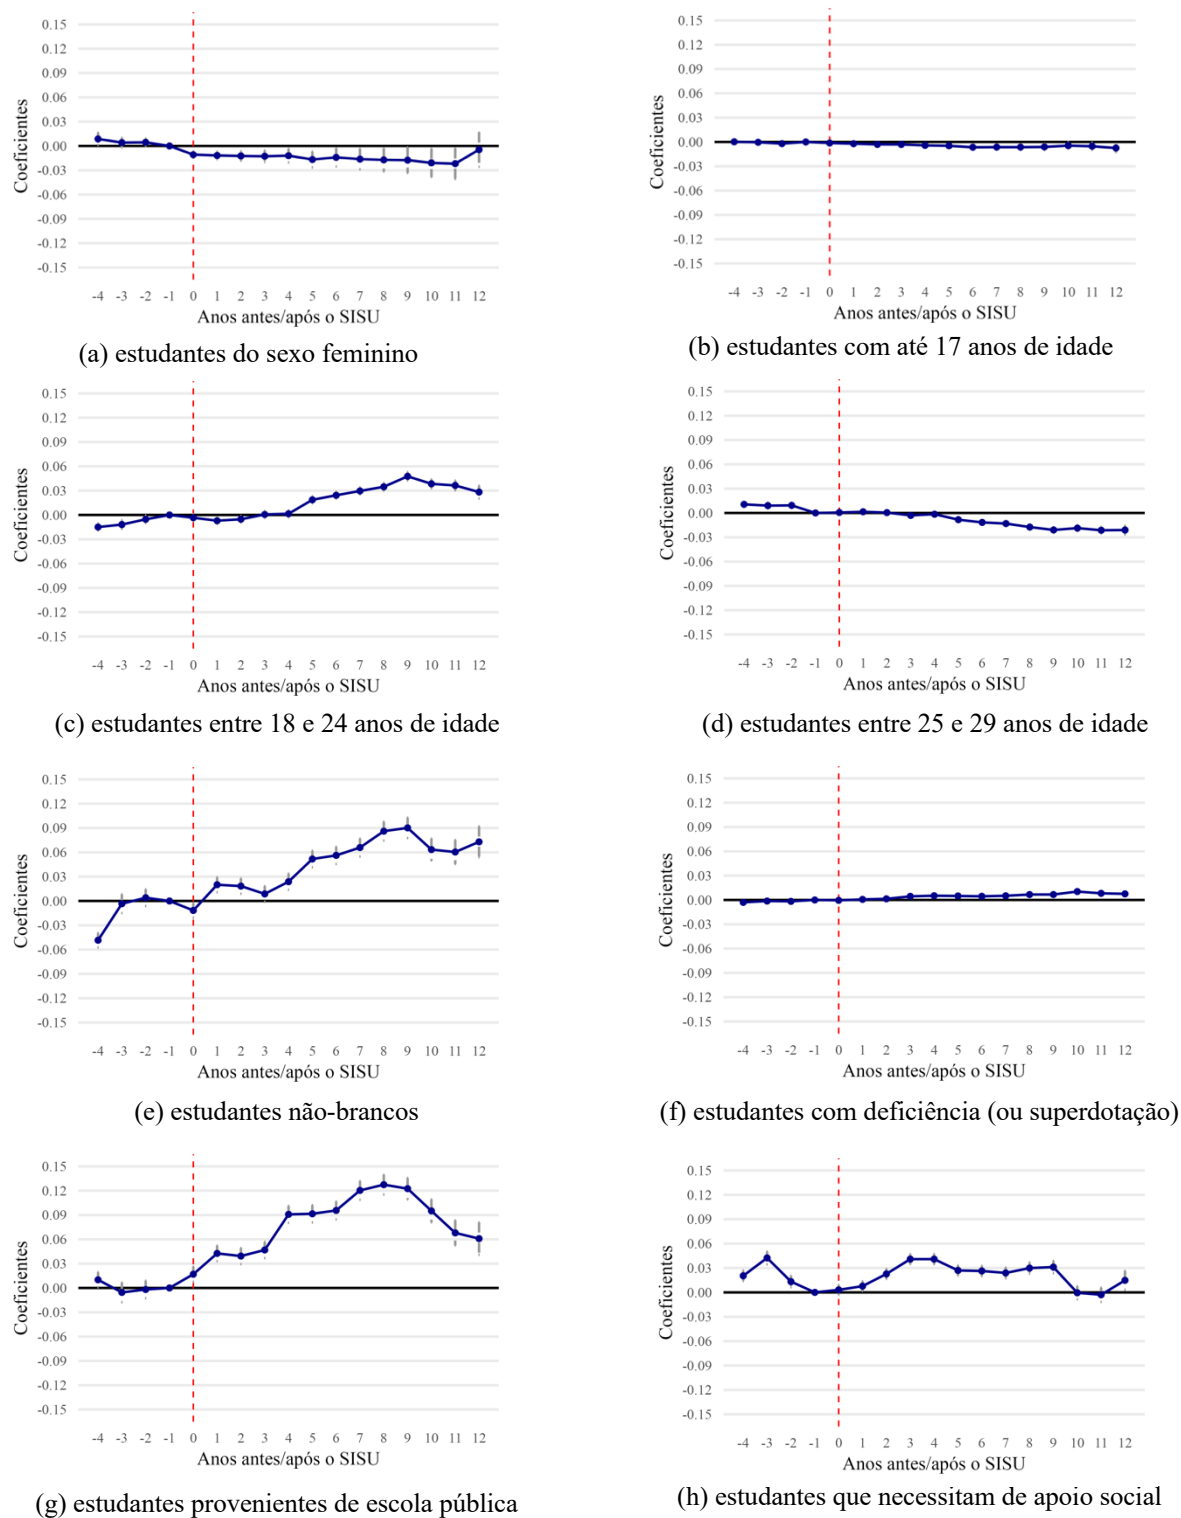 0.15
0.12
0.09
0.06
0.03
0.00
-0.03
-0.06
-0.09
-0.12
-0.15
Coeficientes
-4 -3 -2 -1 0 1 2 3 4 5 6 7 8 9 10 11 12
Anos antes/após o SISU
(a) estudantes do sexo feminino
0.15
0.12
0.09
0.06
0.03
0.00
-0.03
-0.06
-0.09
-0.12
-0.15
Coeficientes
-4 -3 -2 -1 0 1 2 3 4 5 6 7 8 9 10 11 12
Anos antes/após o SISU
(b) estudantes com até 17 anos de idade
0.15
0.12
0.09
0.06
0.03
0.00
-0.03
-0.06
-0.09
-0.12
-0.15
Coeficientes
-4 -3 -2 -1 0 1 2 3 4 5 6 7 8 9 10 11 12
Anos antes/após o SISU
(c) estudantes entre 18 e 24 anos de idade
0.15
0.12
0.09
0.06
0.03
0.00
-0.03
-0.06
-0.09
-0.12
-0.15
Coeficientes
-4 -3 -2 -1 0 1 2 3 4 5 6 7 8 9 10 11 12
Anos antes/após o SISU
(d) estudantes entre 25 e 29 anos de idade
0.15
0.12
0.09
0.06
0.03
0.00
-0.03
-0.06
-0.09
-0.12
-0.15
Coeficientes
-4 -3 -2 -1 0 1 2 3 4 5 6 7 8 9 10 11 12
Anos antes/após o SISU
(e) estudantes não-brancos
0.15
0.12
0.09
0.06
0.03
0.00
-0.03
-0.06
-0.09
-0.12
-0.15
Coeficientes
-4 -3 -2 -1 0 1 2 3 4 5 6 7 8 9 10 11 12
Anos antes/após o SISU
(f) estudantes com deficiência (ou superdotação)
0.15
0.12
0.09
0.06
0.03
0.00
-0.03
-0.06
-0.09
-0.12
-0.15
Coeficientes
-4 -3 -2 -1 0 1 2 3 4 5 6 7 8 9 10 11 12
Anos antes/após o SISU
(g) estudantes provenientes de escola pública
0.15
0.12
0.09
0.06
0.03
0.00
-0.03
-0.06
-0.09
-0.12
-0.15
Coeficientes
-4 -3 -2 -1 0 1 2 3 4 5 6 7 8 9 10 11 12
Anos antes/após o SISU
(h) estudantes que necessitam de apoio social